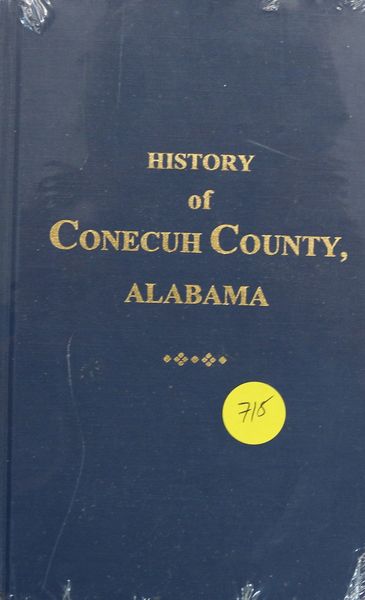 HISTORY
of
CONECUH COUNTY,
ALABAMA
715